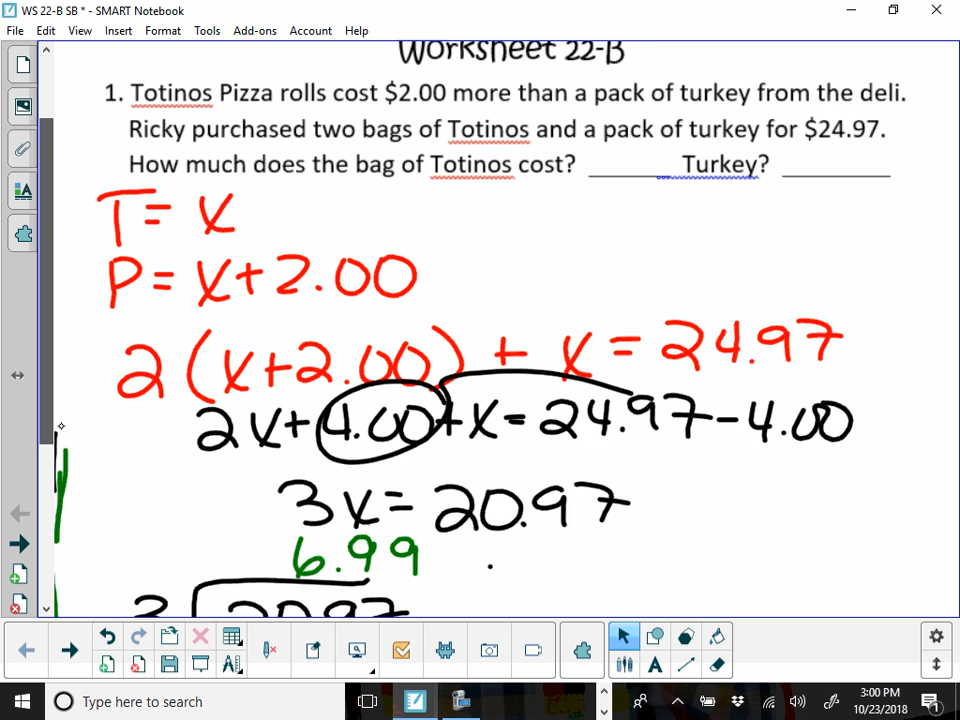 WS 22-B SB * - SMART Notebook
File Edit View Insert Format Tools Add-ons Account Help
Worksheet 22-B
1. Totinos Pizza rolls cost $2.00 more than a pack of turkey from the deli.
Ricky purchased two bags of Totinos and a pack of turkey for $24.97.
How much does the bag of Totinos cost? ______ Turkey? ______
T = x
P = x+2.00
2(x+2.00) + x = 24.97
2x+4.00+x = 24.97-4.00
3x = 20.97
6.99
3 20.97
Type here to search
3:00 PM
10/23/2018
1